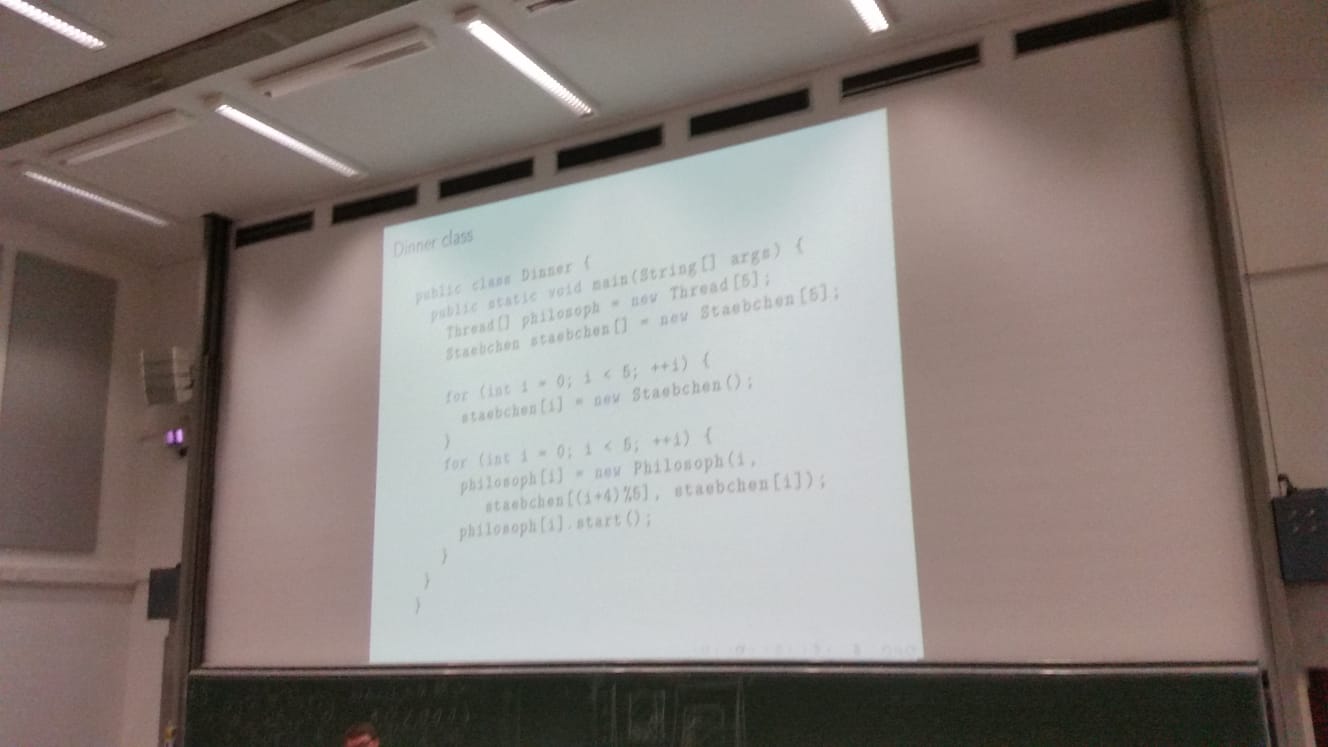 Dinner class
public class Dinner {
public static void main(String[] args) {
Thread[] philosoph = new Thread[5];
Staebchen staebchen[] = new Staebchen[5];
for (int i = 0; i < 5; ++i) {
staebchen[i] = new Staebchen();
}
for (int i = 0; i < 5; ++i) {
philosoph[i] = new Philosoph(i,
staebchen[(i+4)%5], staebchen[i]);
philosoph[i].start();
}
}
}